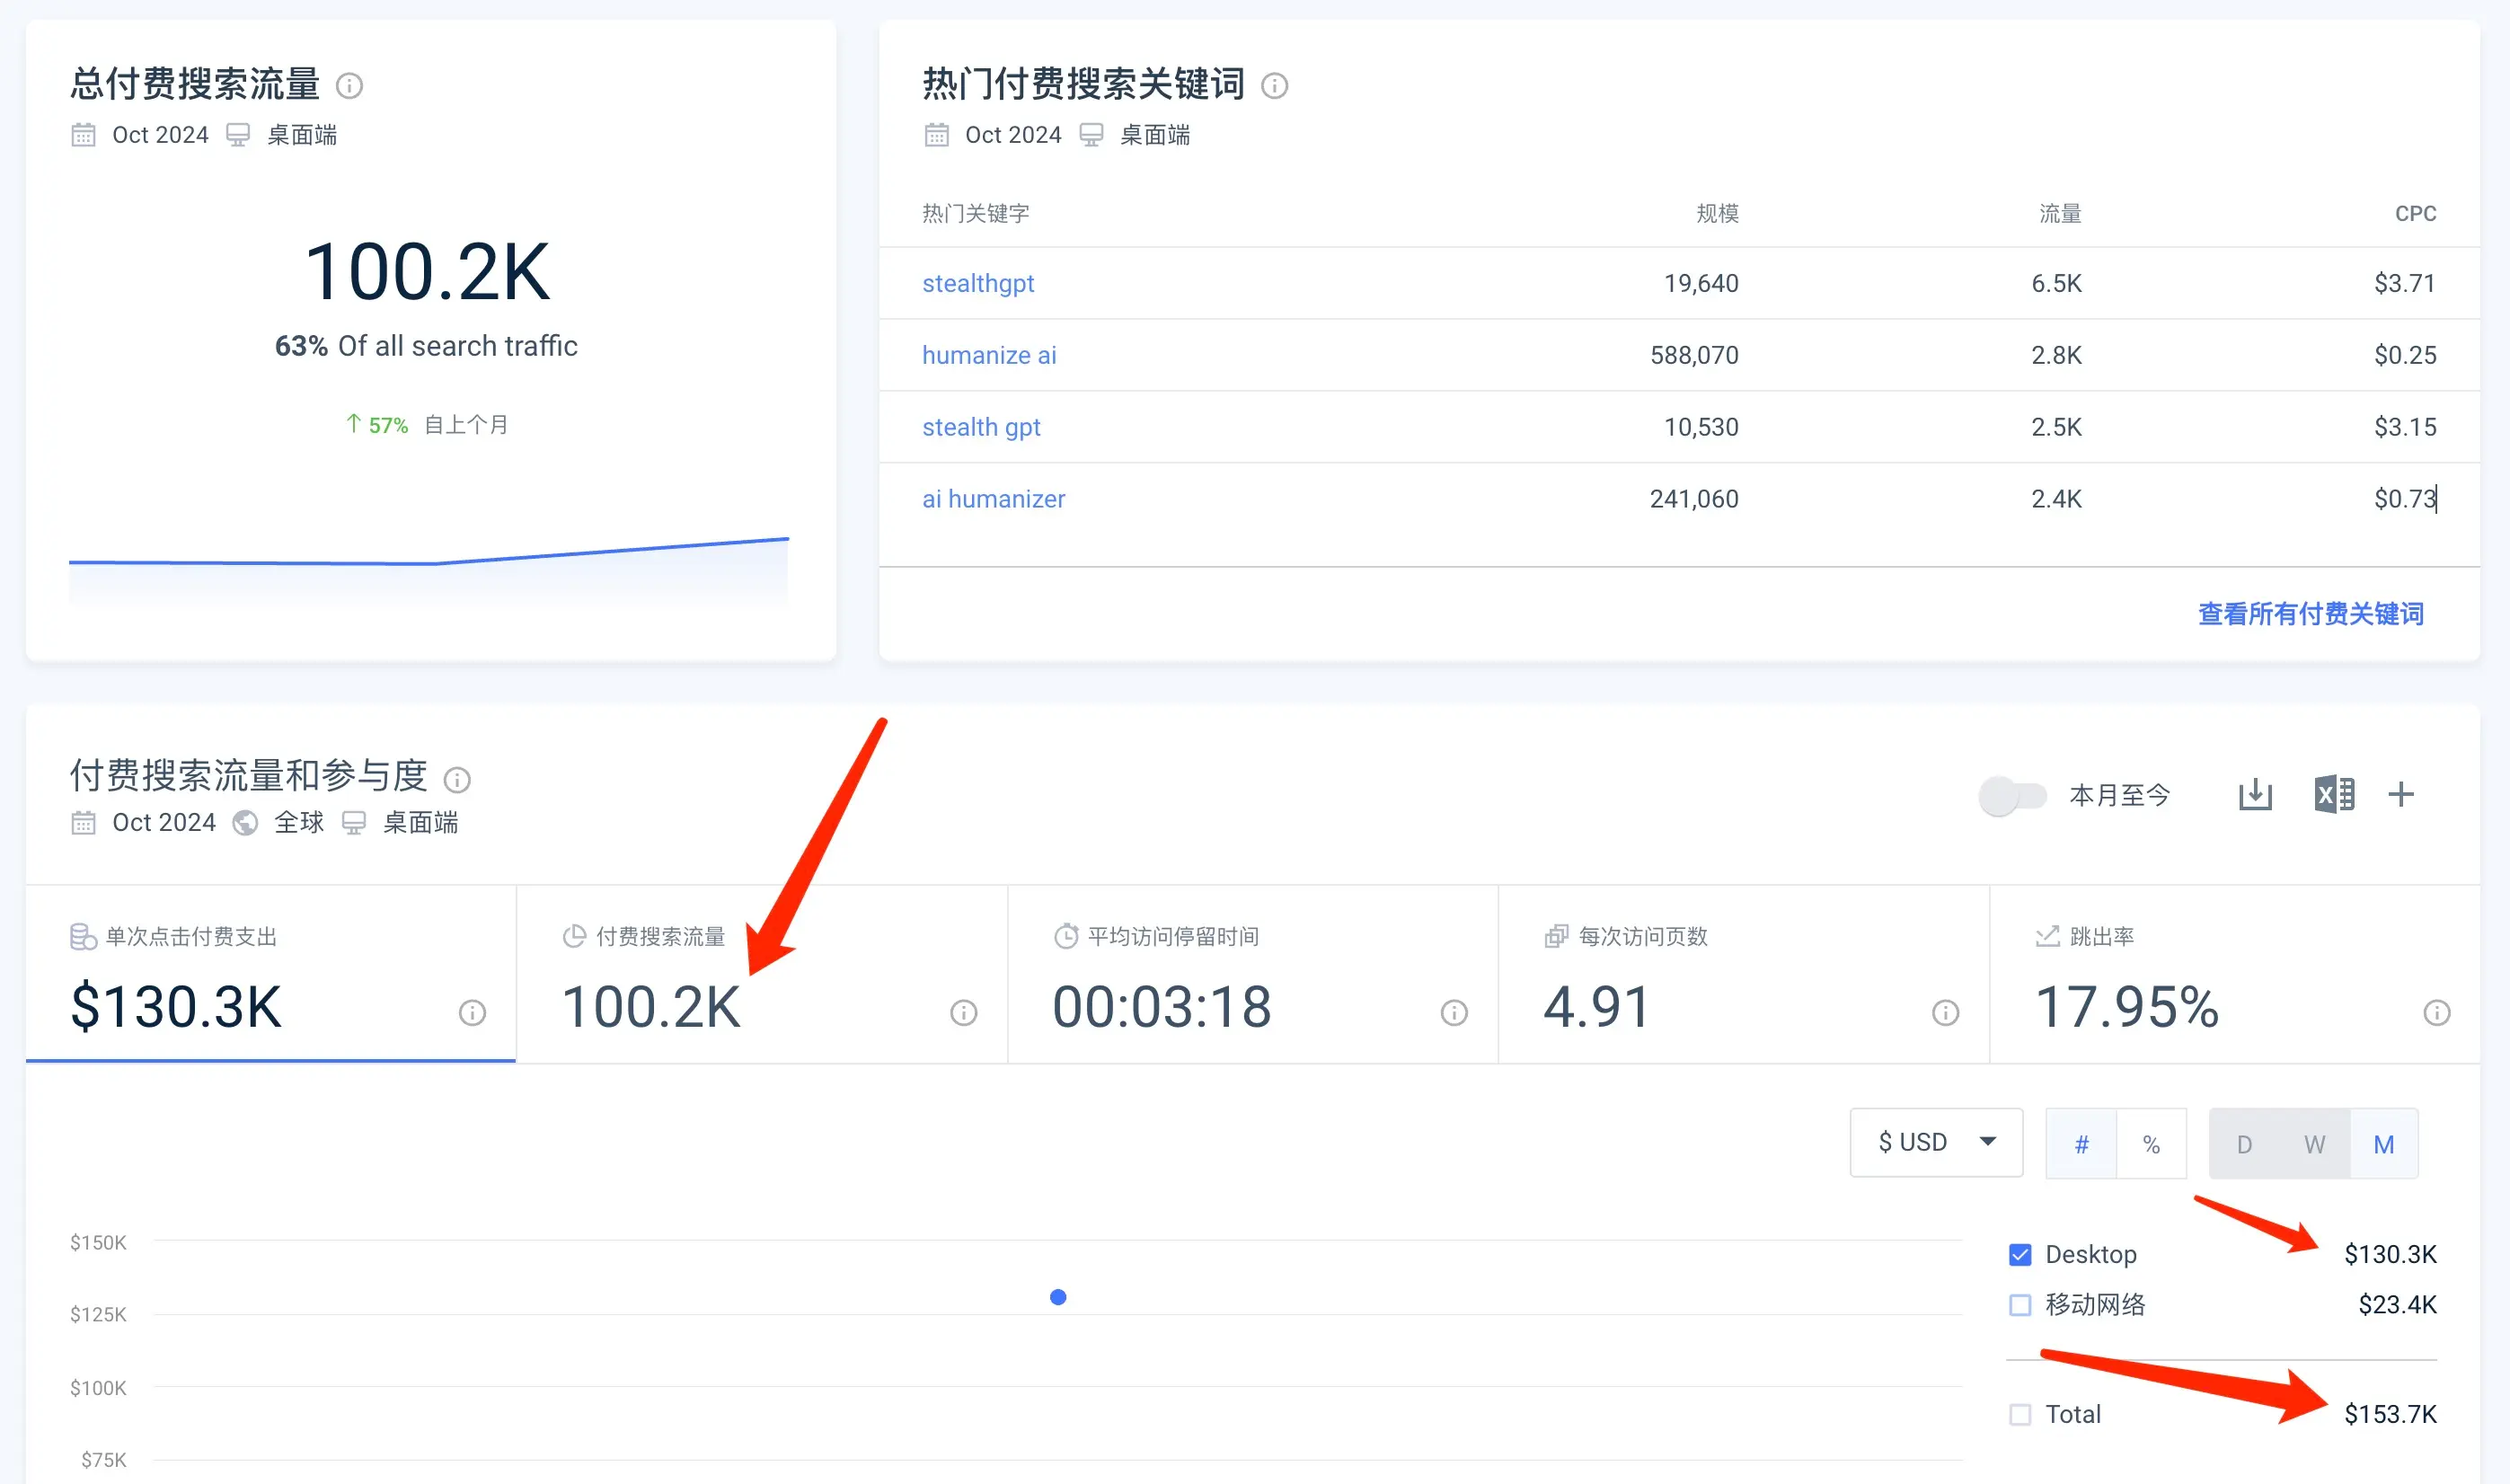 总付费搜索流量
Oct 2024 桌面端
100.2K
63% Of all search traffic
↑ 57% 自上个月
热门付费搜索关键词
Oct 2024 桌面端
热门关键字 规模 流量 CPC
stealthgpt 19,640 6.5K $3.71
humanize ai 588,070 2.8K $0.25
stealth gpt 10,530 2.5K $3.15
ai humanizer 241,060 2.4K $0.73
查看所有付费关键词
付费搜索流量和参与度
Oct 2024 全球 桌面端
本月至今
单次点击付费支出
$130.3K
付费搜索流量
100.2K
平均访问停留时间
00:03:18
每次访问页数
4.91
跳出率
17.95%
$ USD # % D W M
$150K
$125K
$100K
$75K
Desktop $130.3K
移动网络 $23.4K
Total $153.7K